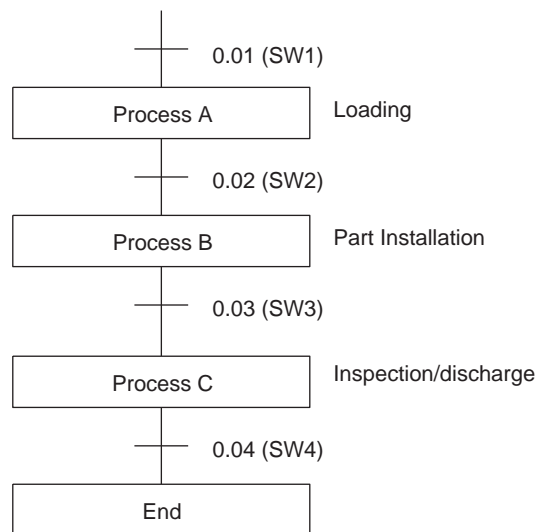 0.01 (SW1)
Process A
Loading
0.02 (SW2)
Process B
Part Installation
0.03 (SW3)
Process C
Inspection/discharge
0.04 (SW4)
End